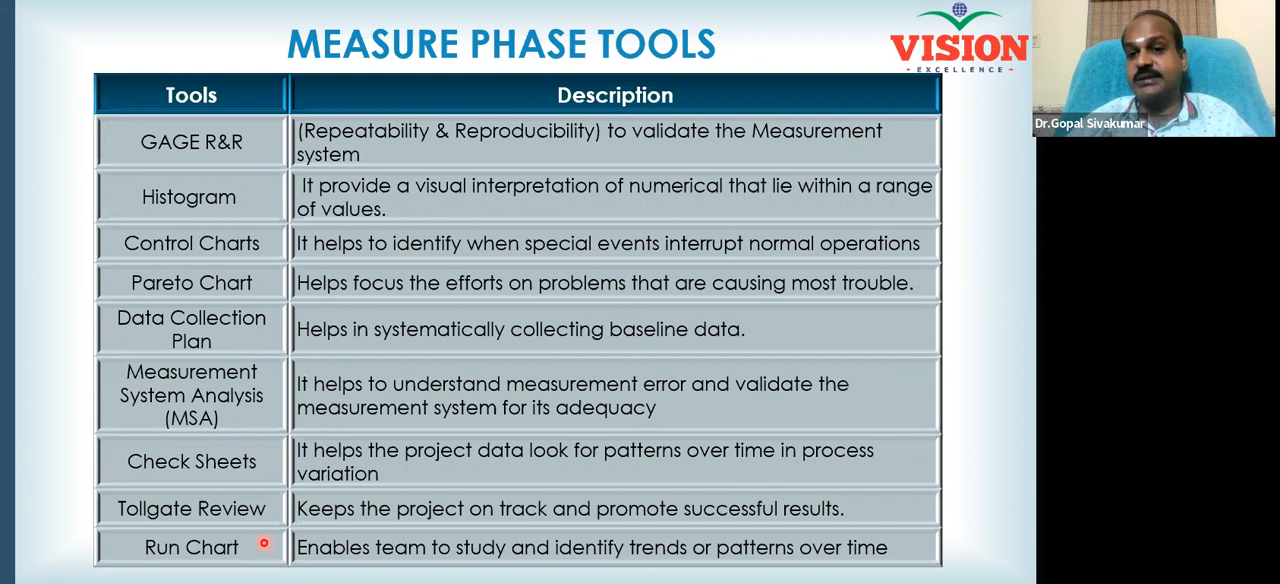 MEASURE PHASE TOOLS
VISION
EXCELLENCE
Dr.Gopal Sivakumar
Tools
Description
GAGE R&R
(Repeatability & Reproducibility) to validate the Measurement
system
Histogram
It provide a visual interpretation of numerical that lie within a range
of values.
Control Charts
It helps to identify when special events interrupt normal operations
Pareto Chart
Helps focus the efforts on problems that are causing most trouble.
Data Collection
Plan
Helps in systematically collecting baseline data.
Measurement
System Analysis
(MSA)
It helps to understand measurement error and validate the
measurement system for its adequacy
Check Sheets
It helps the project data look for patterns over time in process
variation
Tollgate Review
Keeps the project on track and promote successful results.
Run Chart
Enables team to study and identify trends or patterns over time